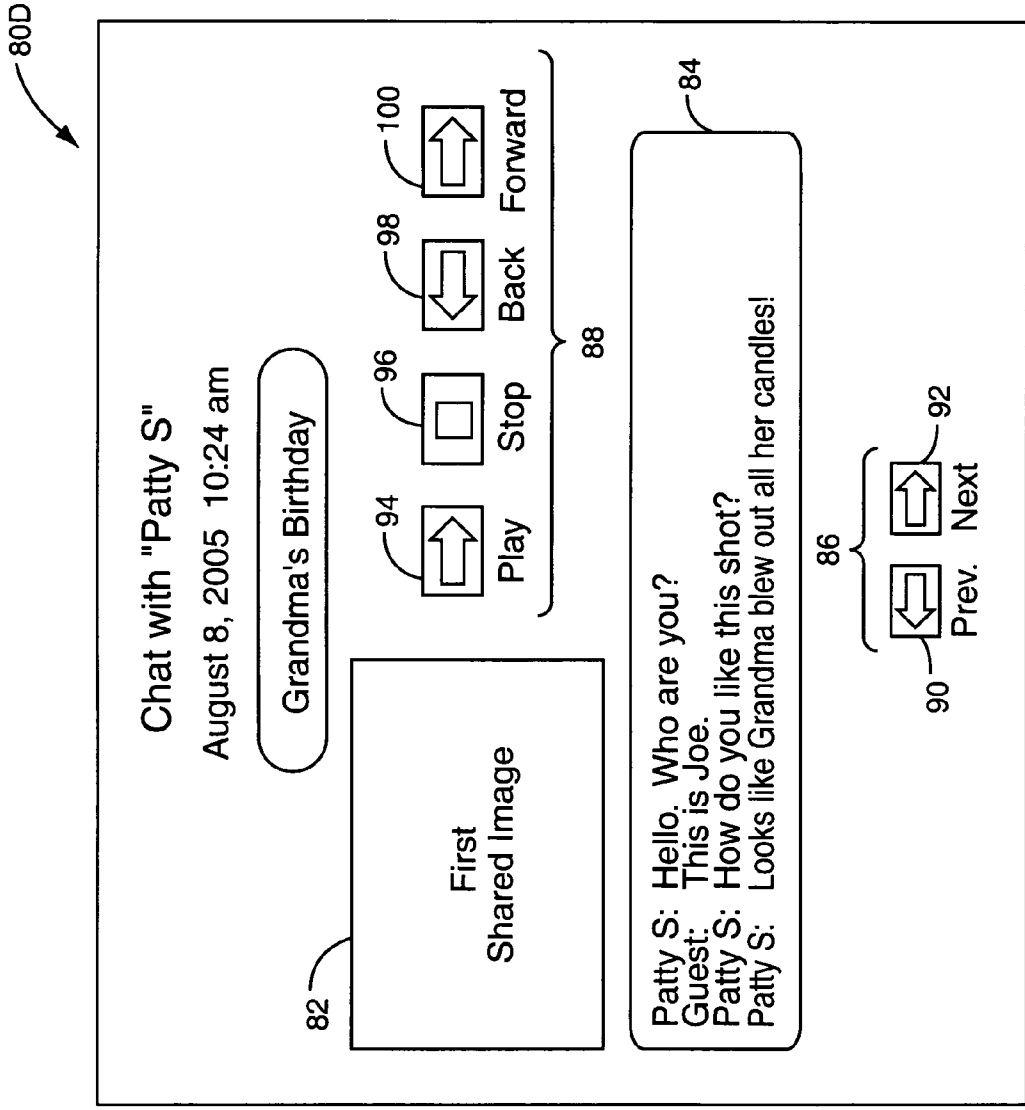 80D
Chat with "Patty S"
August 8, 2005 10:24 am
Grandma's Birthday
82
First
Shared Image
94
96
98
100
Play
Stop
Back
Forward
88
84
Patty S: Hello. Who are you?
Guest: This is Joe.
Patty S: How do you like this shot?
Patty S: Looks like Grandma blew out all her candles!
86
90
92
Prev.
Next